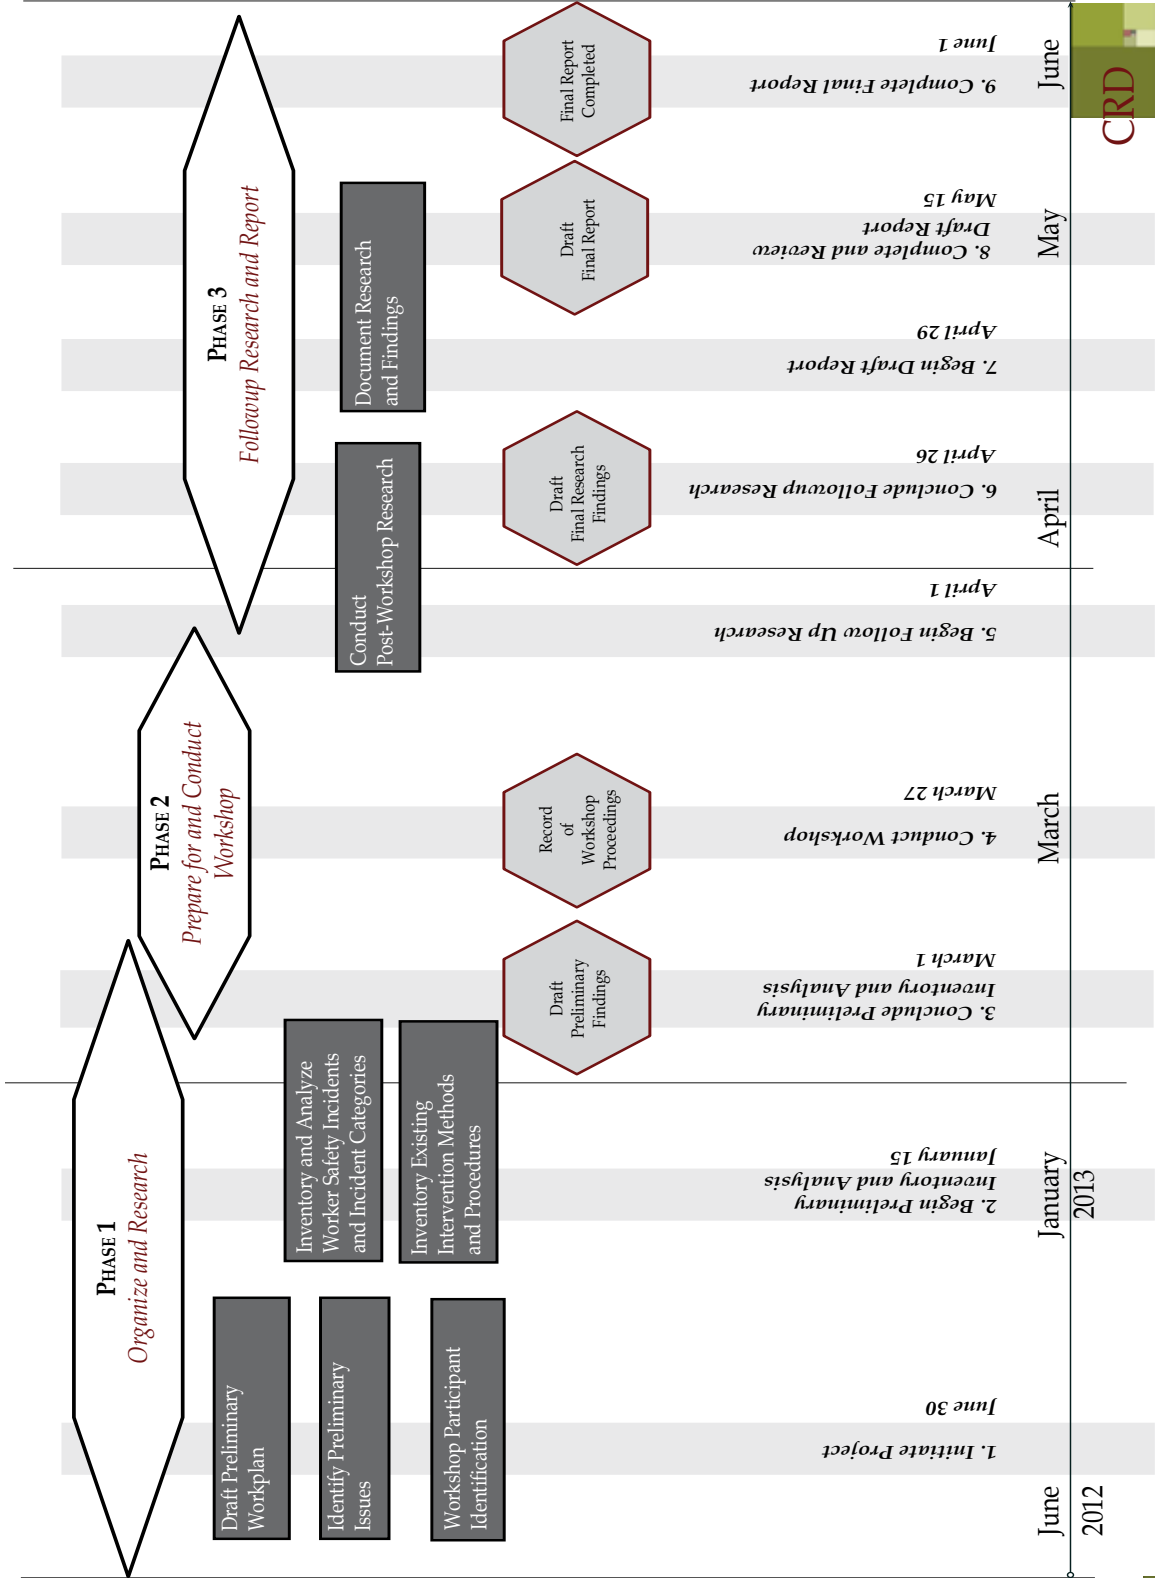 PHASE 1
Organize and Research
PHASE 2
Prepare for and Conduct
Workshop
PHASE 3
Followup Research and Report
Draft Preliminary
Workplan
Identify Preliminary
Issues
Workshop Participant
Identification
Inventory and Analyze
Worker Safety Incidents
and Incident Categories
Inventory Existing
Intervention Methods
and Procedures
Conduct
Post-Workshop Research
Document Research
and Findings
Draft
Preliminary
Findings
Record
of
Workshop
Proceedings
Draft
Final Research
Findings
Draft
Final Report
Final Report
Completed
1. Initiate Project
June 30
2. Begin Preliminary
Inventory and Analysis
January 15
3. Conclude Preliminary
Inventory and Analysis
March 1
4. Conduct Workshop
March 27
5. Begin Follow Up Research
April 1
6. Conclude Followup Research
April 26
7. Begin Draft Report
April 29
8. Complete and Review
Draft Report
May 15
9. Complete Final Report
June 1
June
2012
January
2013
March
April
May
June
CRD